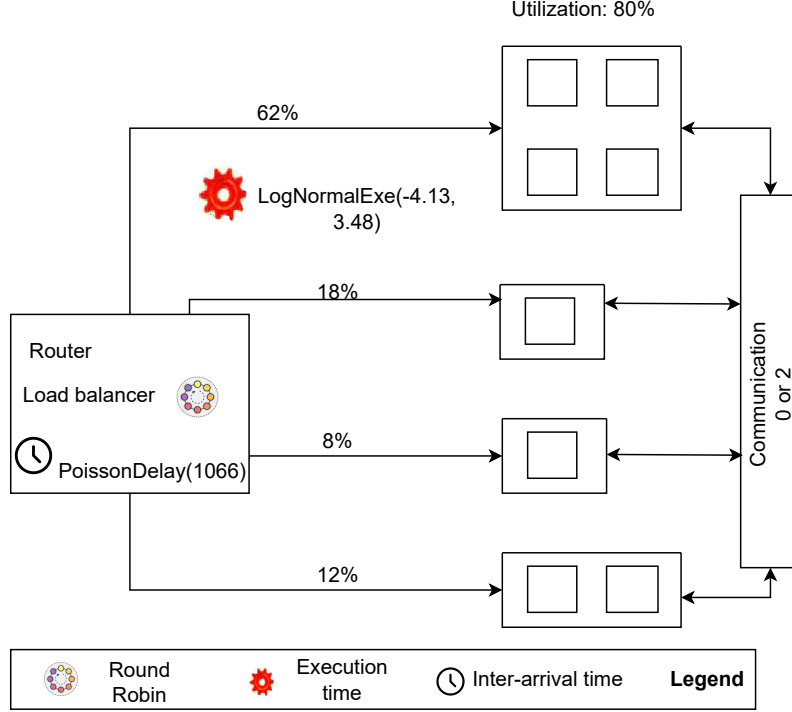 Utilization: 80%
62%
LogNormalExe(-4.13,
3.48)
18%
Router
Load balancer
8%
PoissonDelay(1066)
Communication
0 or 2
12%
Round
Robin
Execution
time
Inter-arrival time
Legend